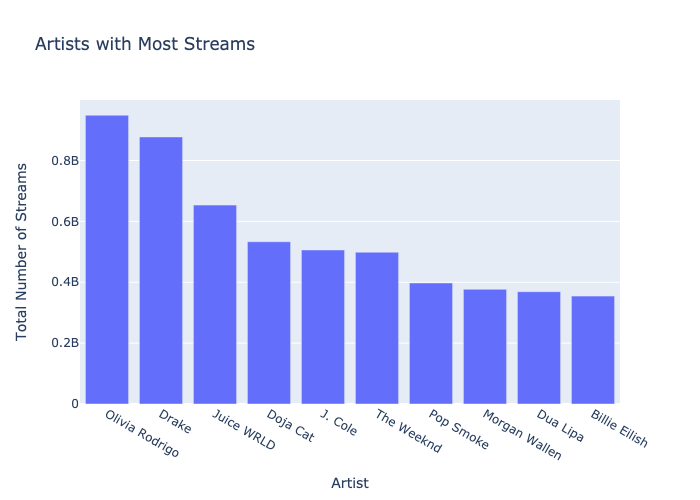 Artists with Most Streams
Total Number of Streams
0.8B
0.6B
0.4B
0.2B
0
Olivia Rodrigo
Drake
Juice WRLD
Doja Cat
J. Cole
The Weeknd
Pop Smoke
Morgan Wallen
Dua Lipa
Billie Eilish
Artist